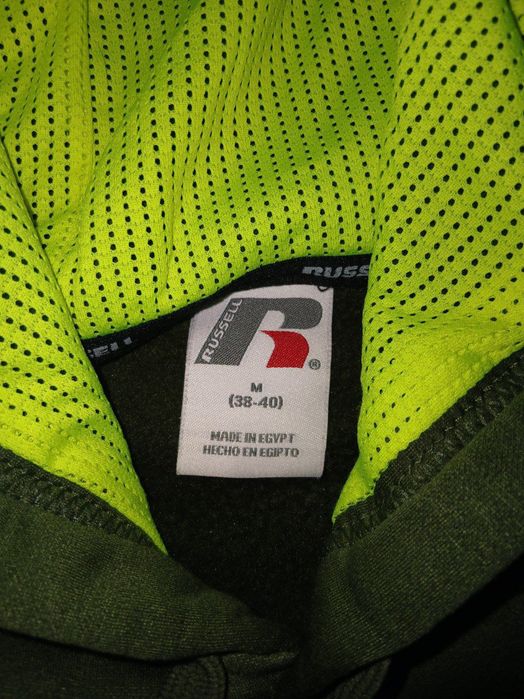 RUSSELL
RUSSELL
M
(38-40)
MADE IN EGYPT
HECHO EN EGIPTO